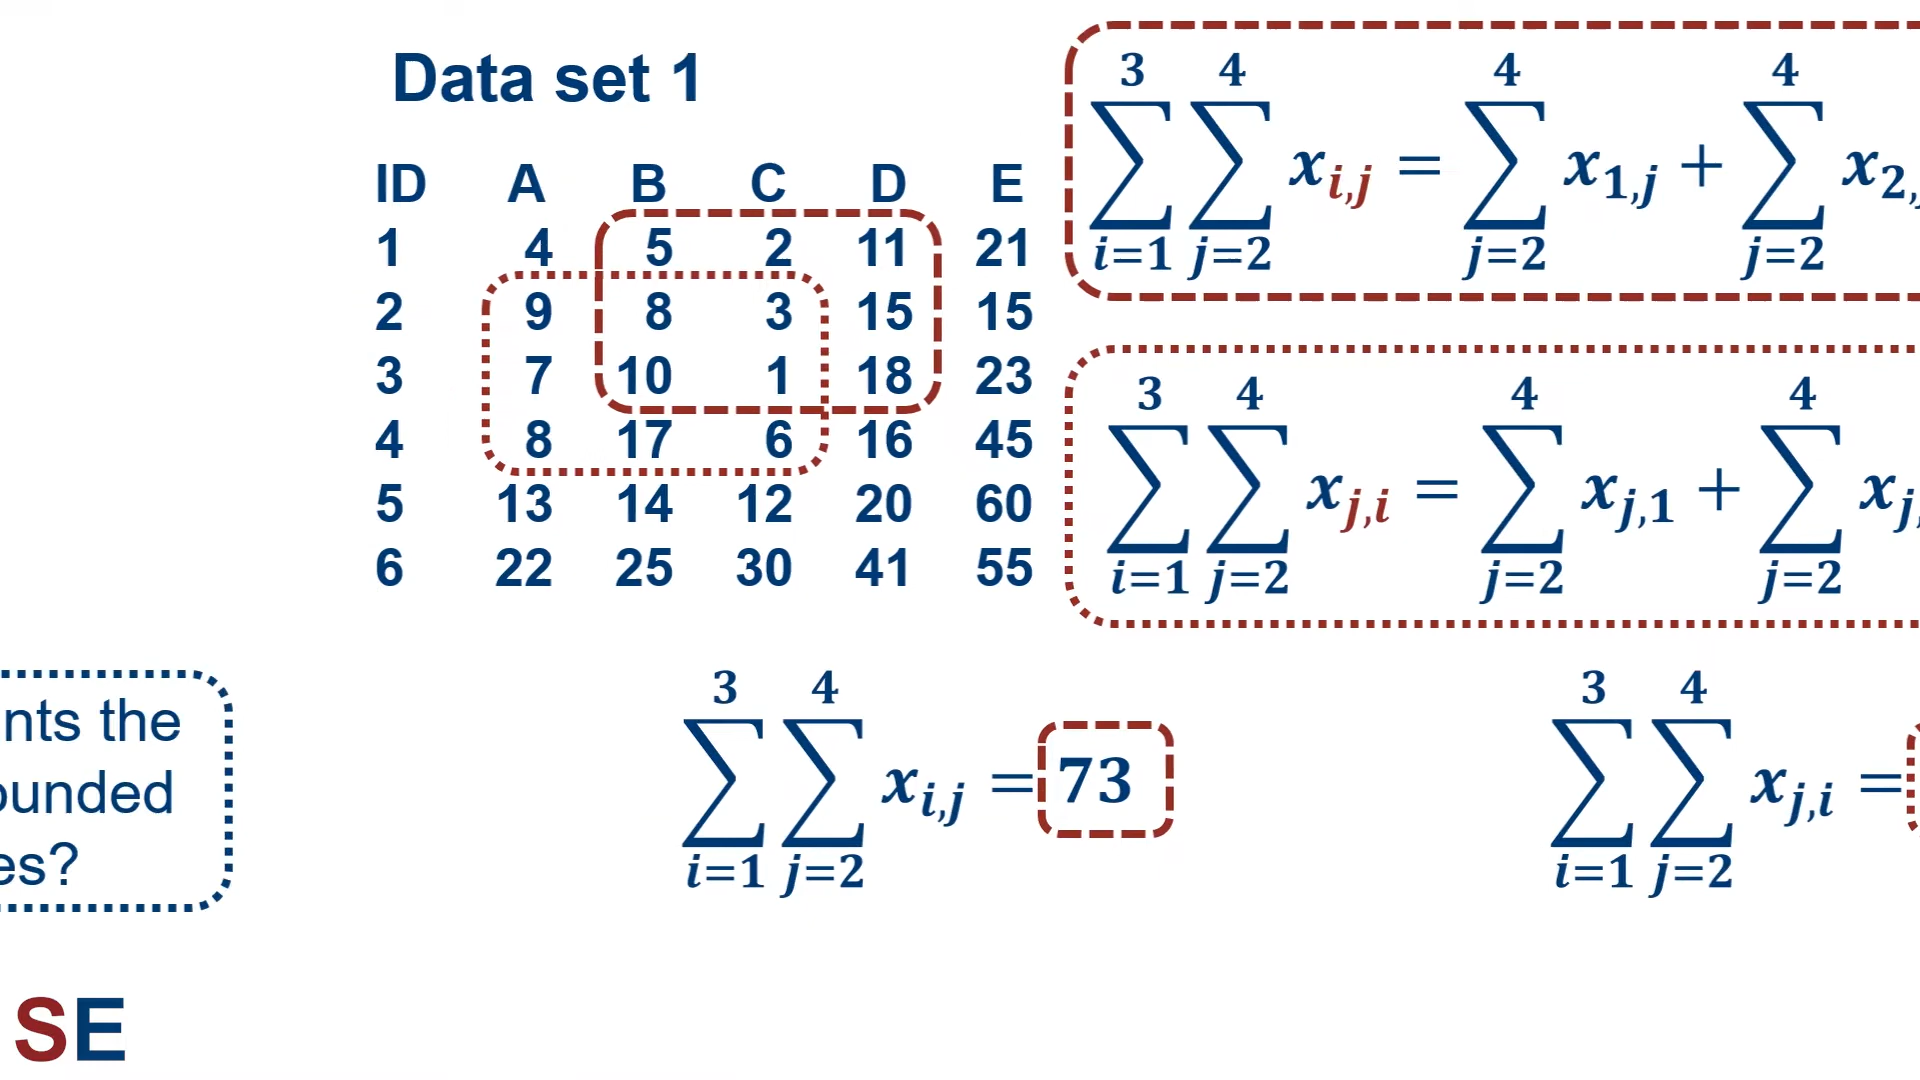 Data set 1
ID A B C D E
1 4 5 2 11 21
2 9 8 3 15 15
3 7 10 1 18 23
4 8 17 6 16 45
5 13 14 12 20 60
6 22 25 30 41 55
3 4 4 4
∑ ∑ x_{i,j} = ∑ x_{1,j} + ∑ x_{2,
i=1 j=2 j=2 j=2
3 4 4 4
∑ ∑ x_{j,i} = ∑ x_{j,1} + ∑ x_{j,
i=1 j=2 j=2 j=2
nts the
ounded
es?
3 4
∑ ∑ x_{i,j} = 73
i=1 j=2
3 4
∑ ∑ x_{j,i} =
i=1 j=2
SE